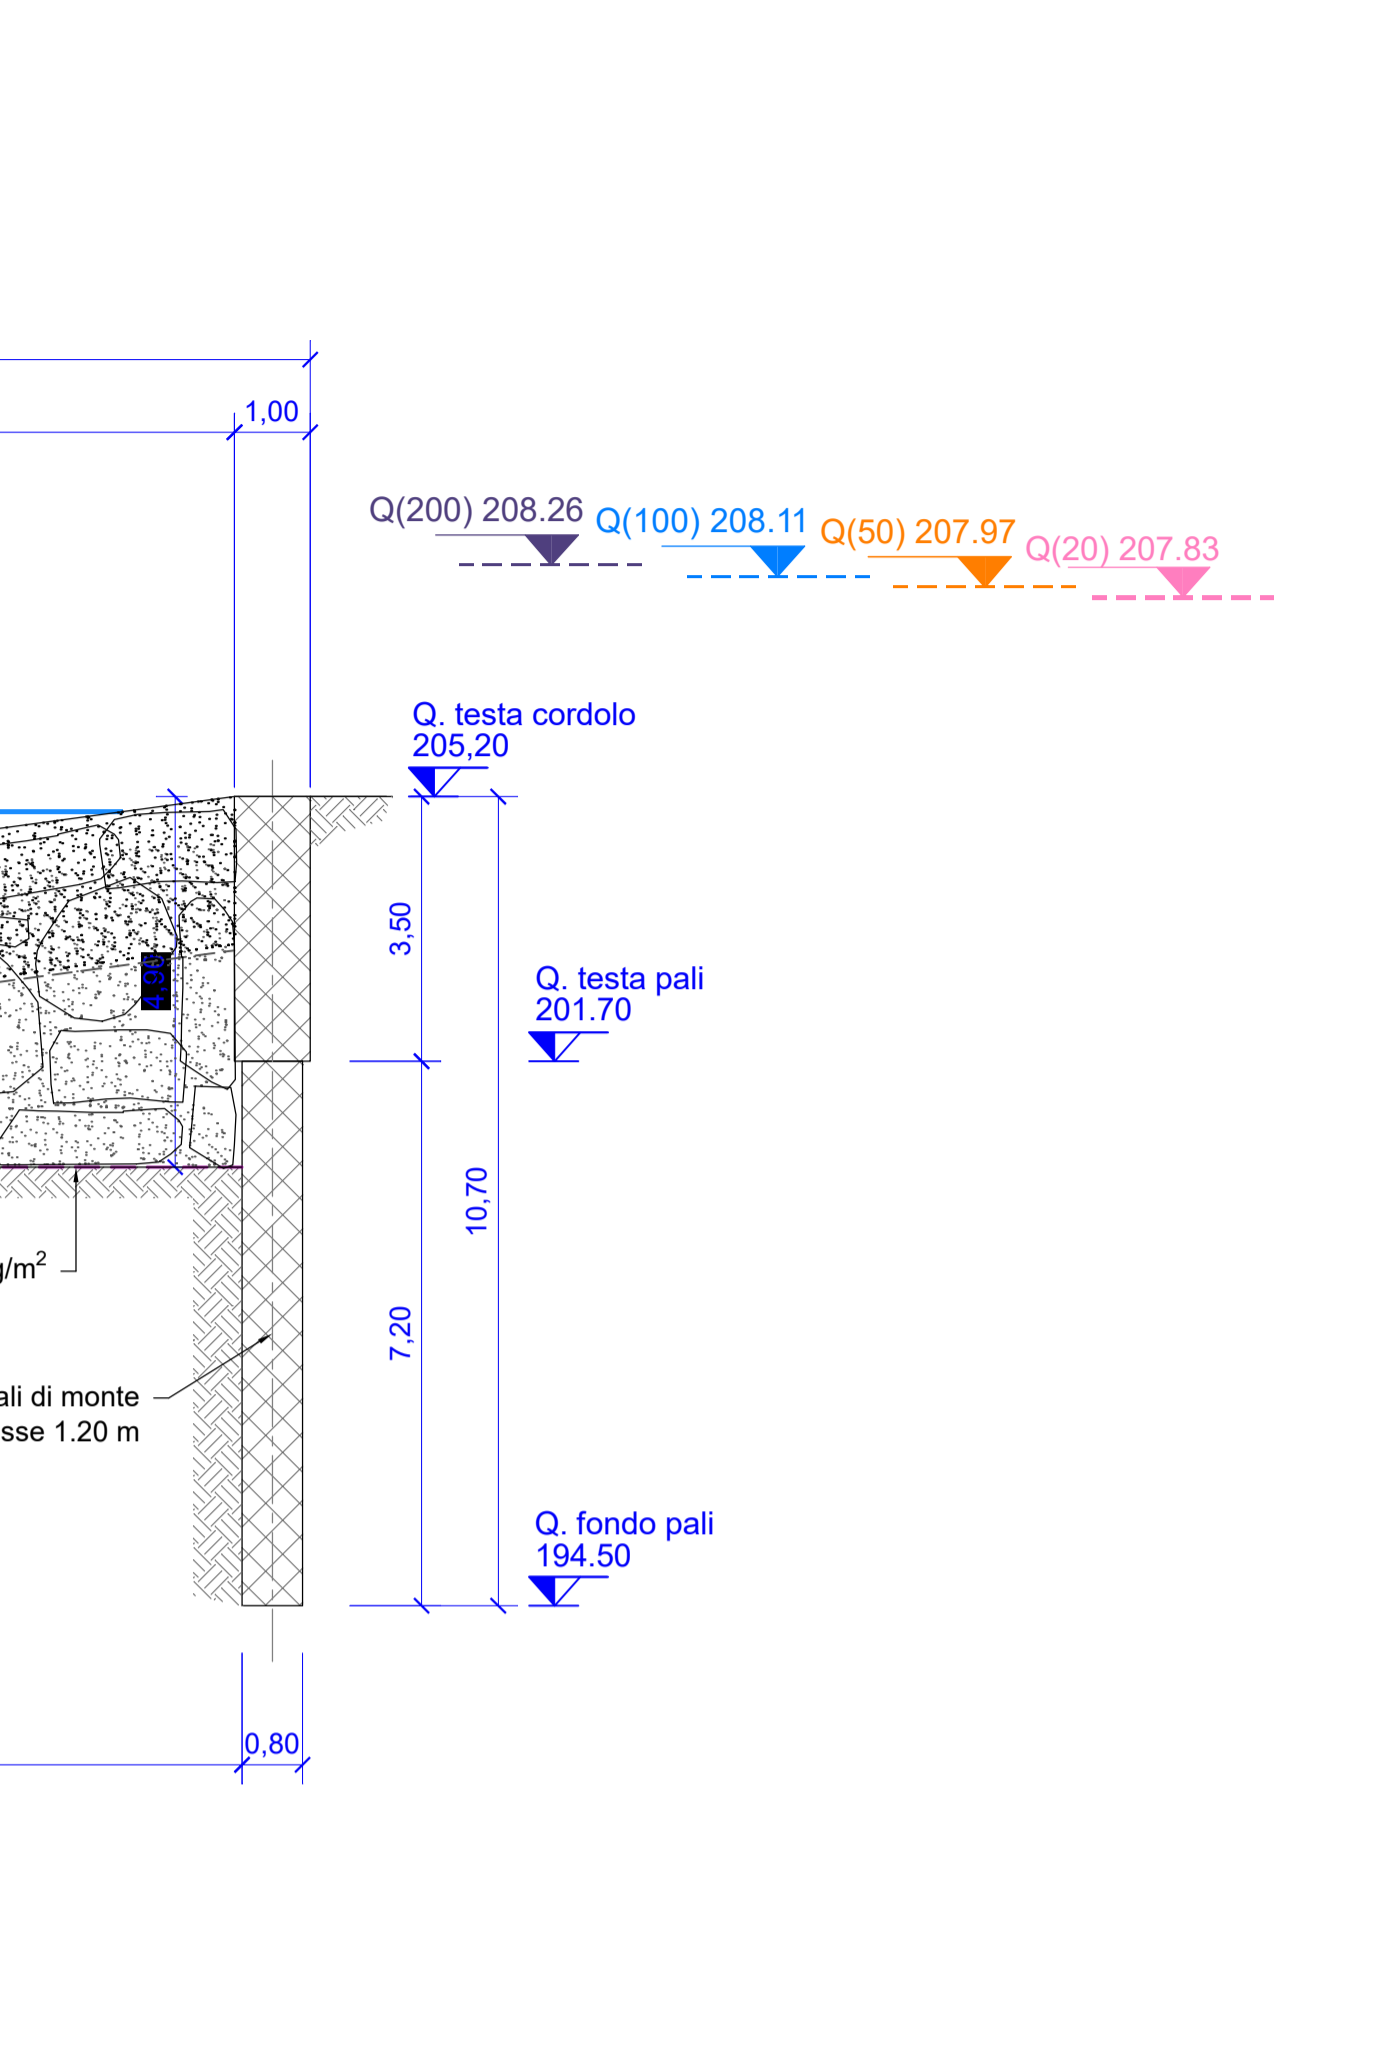 1,00
Q(200) 208.26
Q(100) 208.11
Q(50) 207.97
Q(20) 207.83
Q. testa cordolo
205,20
3,50
4,90
Q. testa pali
201.70
10,70
g/m²
7,20
ali di monte
sse 1.20 m
Q. fondo pali
194.50
0,80